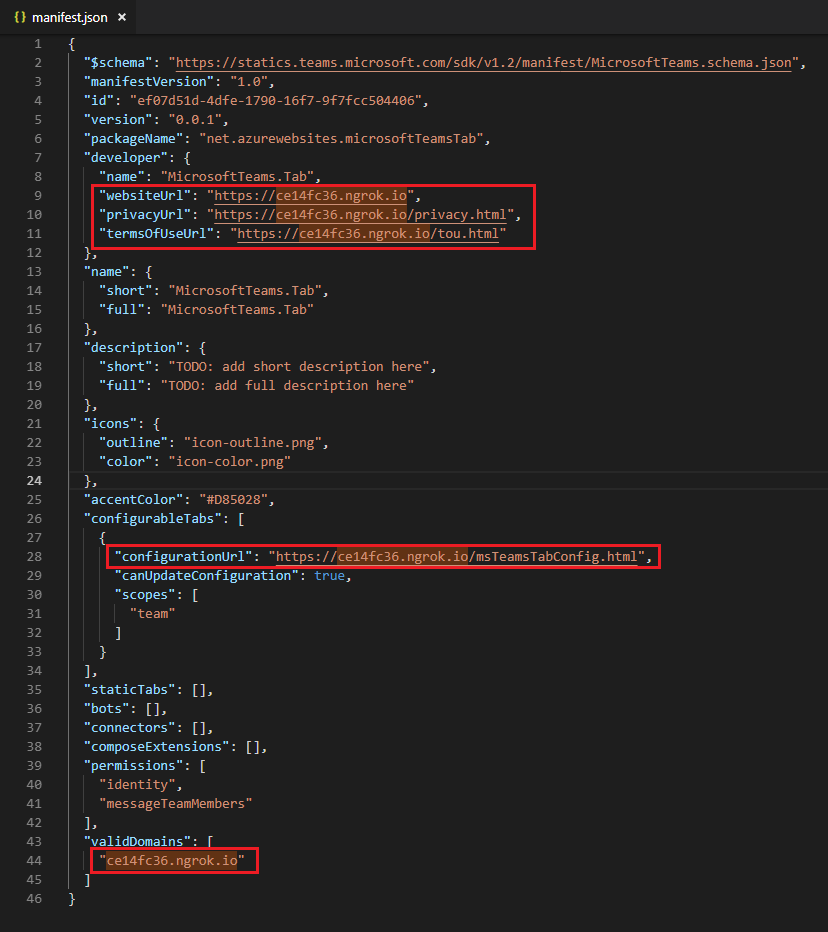 {} manifest.json ×
1 {
2 "$schema": "https://statics.teams.microsoft.com/sdk/v1.2/manifest/MicrosoftTeams.schema.json",
3 "manifestVersion": "1.0",
4 "id": "ef07d51d-4dfe-1790-16f7-9f7fcc504406",
5 "version": "0.0.1",
6 "packageName": "net.azurewebsites.microsoftTeamsTab",
7 "developer": {
8 "name": "MicrosoftTeams.Tab",
9 "websiteUrl": "https://ce14fc36.ngrok.io",
10 "privacyUrl": "https://ce14fc36.ngrok.io/privacy.html",
11 "termsOfUseUrl": "https://ce14fc36.ngrok.io/tou.html"
12 },
13 "name": {
14 "short": "MicrosoftTeams.Tab",
15 "full": "MicrosoftTeams.Tab"
16 },
17 "description": {
18 "short": "TODO: add short description here",
19 "full": "TODO: add full description here"
20 },
21 "icons": {
22 "outline": "icon-outline.png",
23 "color": "icon-color.png"
24 },
25 "accentColor": "#D85028",
26 "configurableTabs": [
27 {
28 "configurationUrl": "https://ce14fc36.ngrok.io/msTeamsTabConfig.html",
29 "canUpdateConfiguration": true,
30 "scopes": [
31 "team"
32 ]
33 }
34 ],
35 "staticTabs": [],
36 "bots": [],
37 "connectors": [],
38 "composeExtensions": [],
39 "permissions": [
40 "identity",
41 "messageTeamMembers"
42 ],
43 "validDomains": [
44 "ce14fc36.ngrok.io"
45 ]
46 }